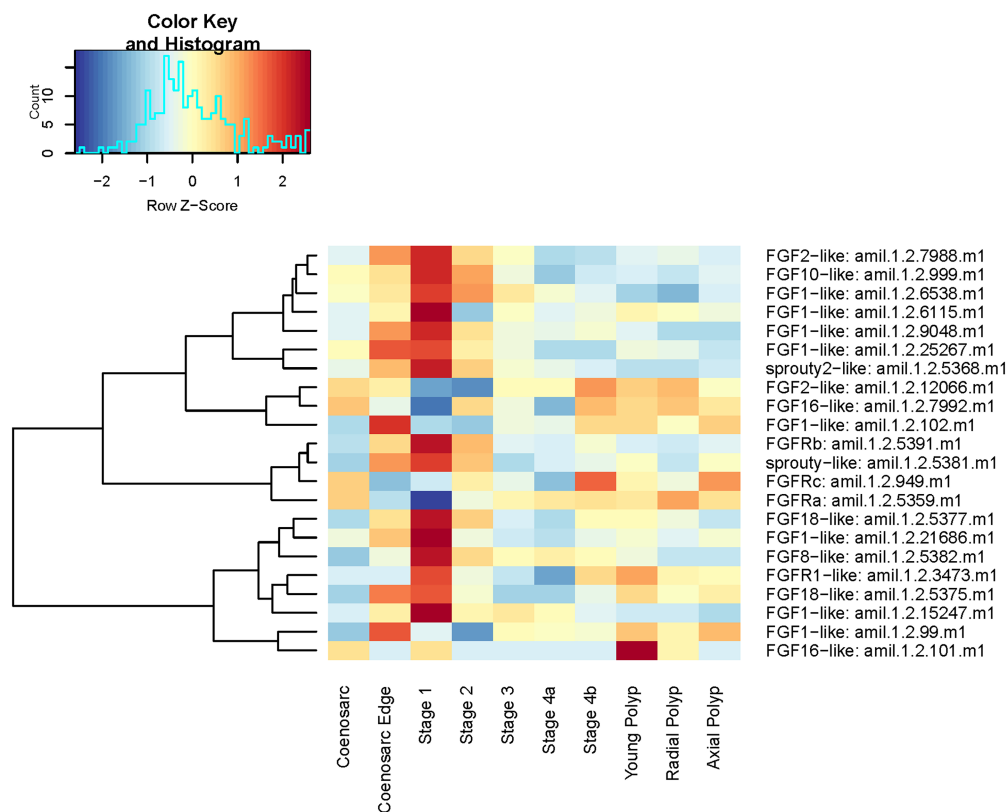 Color Key
and Histogram
Count
0
5
10
−2
−1
0
1
2
Row Z−Score
FGF2−like: amil.1.2.7988.m1
FGF10−like: amil.1.2.999.m1
FGF1−like: amil.1.2.6538.m1
FGF1−like: amil.1.2.6115.m1
FGF1−like: amil.1.2.9048.m1
FGF1−like: amil.1.2.25267.m1
sprouty2−like: amil.1.2.5368.m1
FGF2−like: amil.1.2.12066.m1
FGF16−like: amil.1.2.7992.m1
FGF1−like: amil.1.2.102.m1
FGFRb: amil.1.2.5391.m1
sprouty−like: amil.1.2.5381.m1
FGFRc: amil.1.2.949.m1
FGFRa: amil.1.2.5359.m1
FGF18−like: amil.1.2.5377.m1
FGF1−like: amil.1.2.21686.m1
FGF8−like: amil.1.2.5382.m1
FGFR1−like: amil.1.2.3473.m1
FGF18−like: amil.1.2.5375.m1
FGF1−like: amil.1.2.15247.m1
FGF1−like: amil.1.2.99.m1
FGF16−like: amil.1.2.101.m1
Coenosarc
Coenosarc Edge
Stage 1
Stage 2
Stage 3
Stage 4a
Stage 4b
Young Polyp
Radial Polyp
Axial Polyp